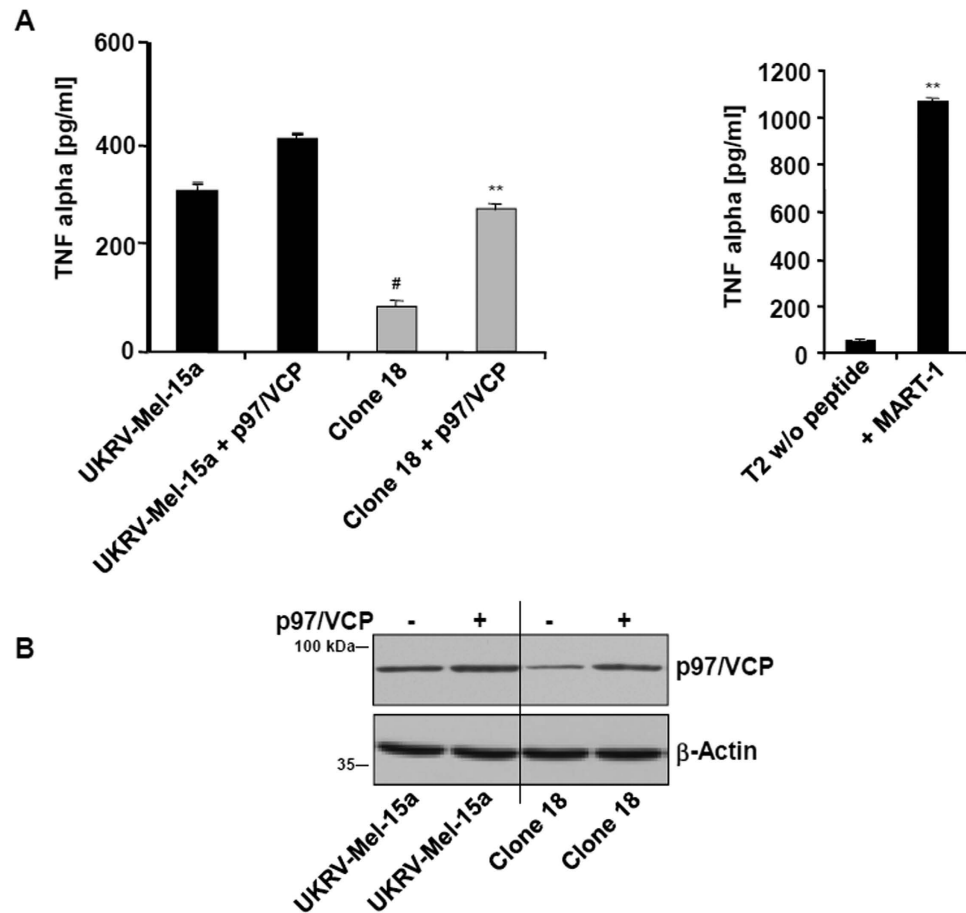 A
TNF alpha [pg/ml]
600
400
200
0
#
**
UKRV-Mel-15a
UKRV-Mel-15a + p97/VCP
Clone 18
Clone 18 + p97/VCP
TNF alpha [pg/ml]
1200
1000
800
600
400
200
0
**
T2 w/o peptide
+ MART-1
B
p97/VCP - + - +
100 kDa
p97/VCP
35
β-Actin
UKRV-Mel-15a
UKRV-Mel-15a
Clone 18
Clone 18